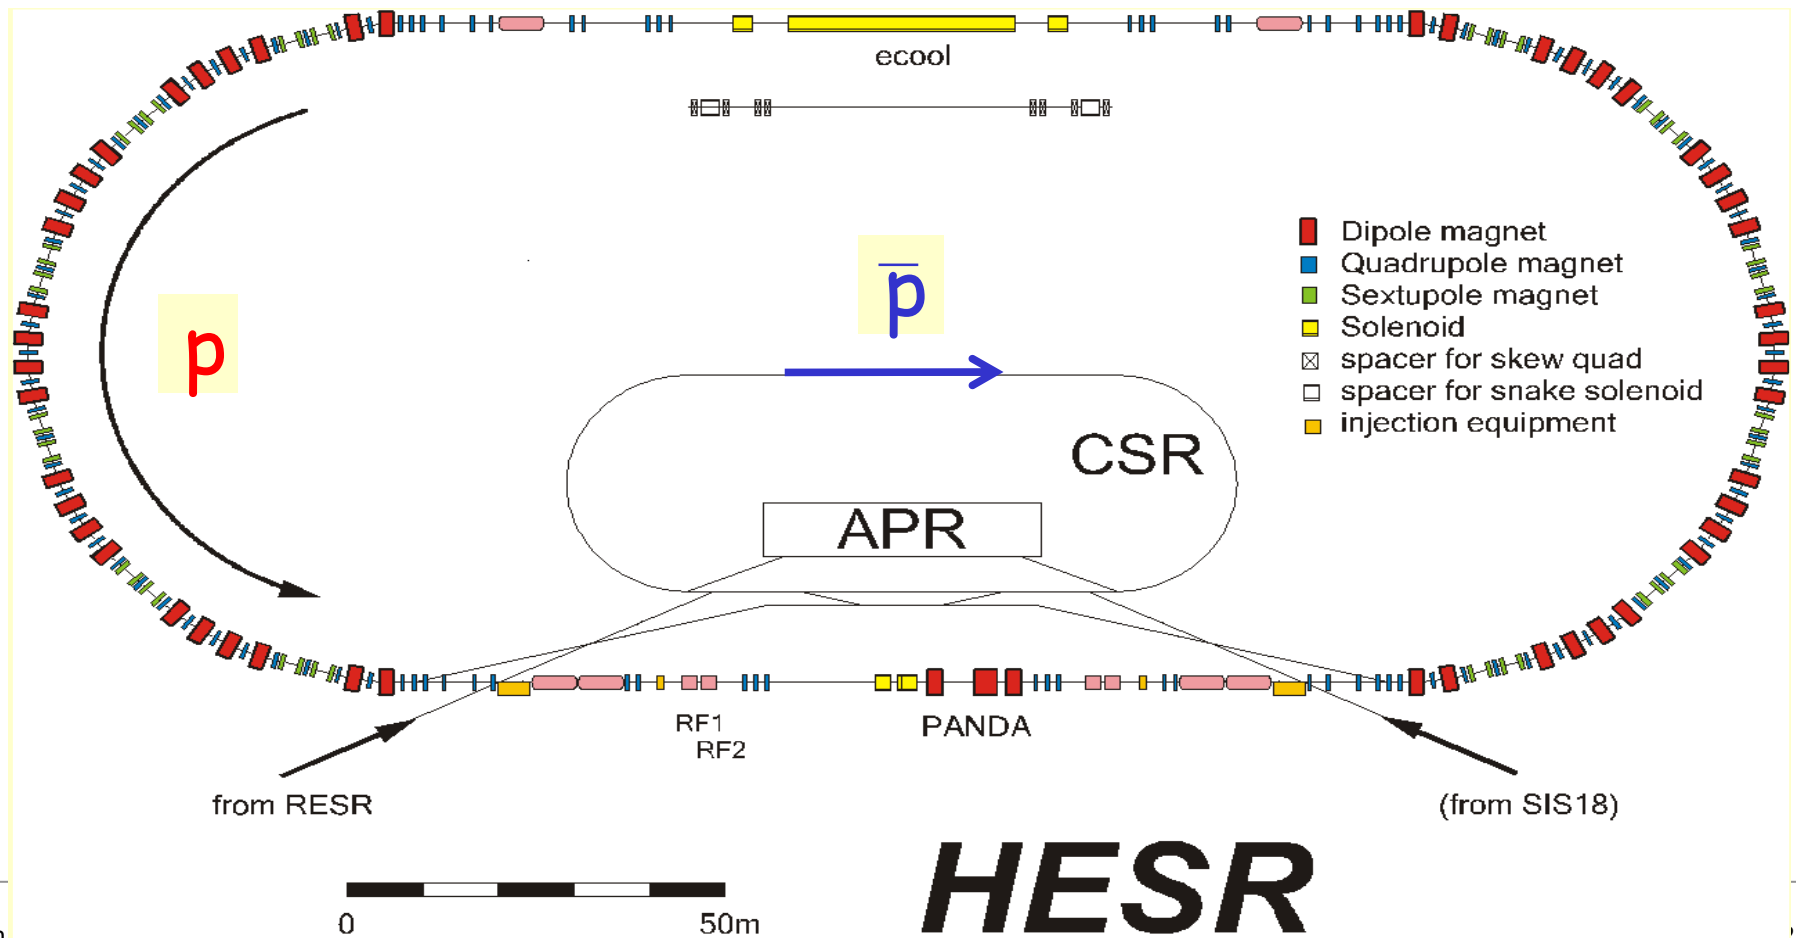 ecool
p
p̅
Dipole magnet
Quadrupole magnet
Sextupole magnet
Solenoid
spacer for skew quad
spacer for snake solenoid
injection equipment
CSR
APR
RF1
RF2
PANDA
from RESR
(from SIS18)
HESR
0
50m